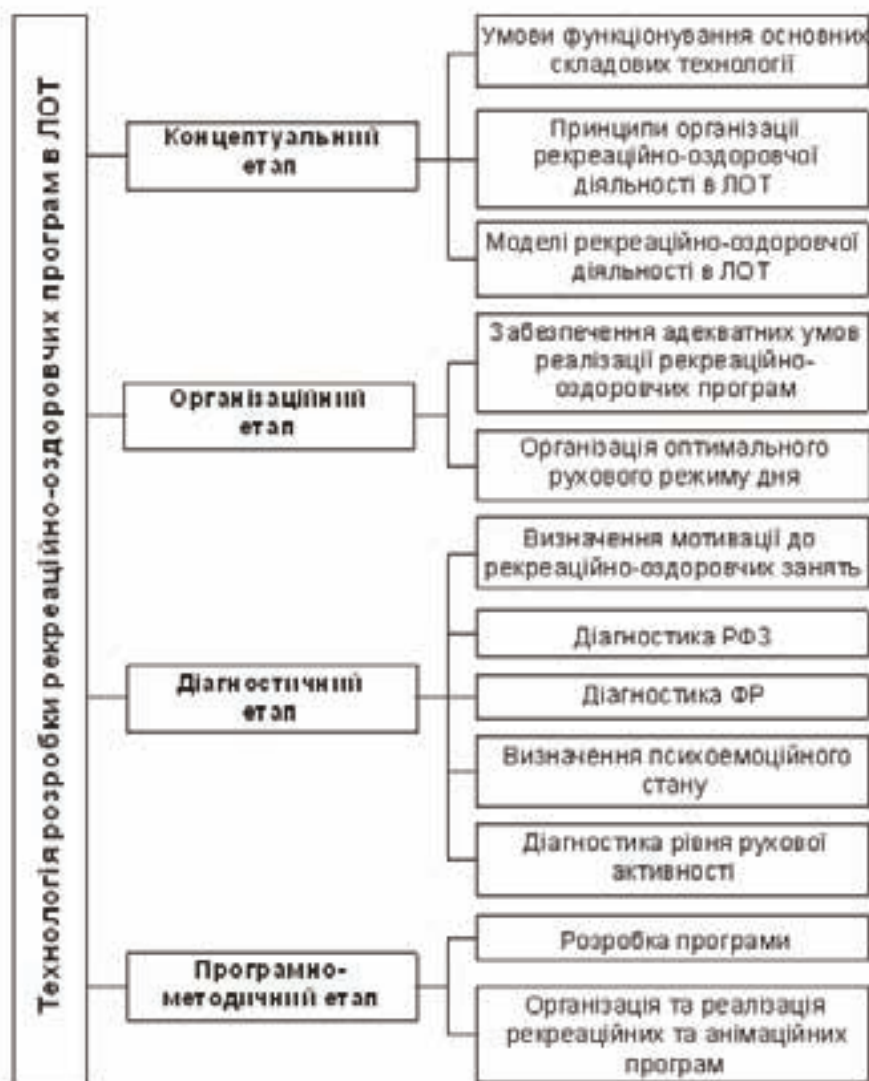 Технологія розробки рекреаційно-оздоровчих програм в ЛОТ
Концептуальний
етап
Умови функціонування основних
складових технології
Принципи організації
рекреаційно-оздоровчої
діяльності в ЛОТ
Моделі рекреаційно-оздоровчої
діяльності в ЛОТ
Організаційний
етап
Забезпечення адекватних умов
реалізації рекреаційно-
оздоровчих програм
Організація оптимального
рухового режиму дня
Діагностичний
етап
Визначення мотивації до
рекреаційно-оздоровчих занять
Діагностика РФЗ
Діагностика ФР
Визначення психоемоційного
стану
Діагностика рівня рухової
активності
Програмно-
методичний етап
Розробка програми
Організація та реалізація
рекреаційних та анімаційних
програм